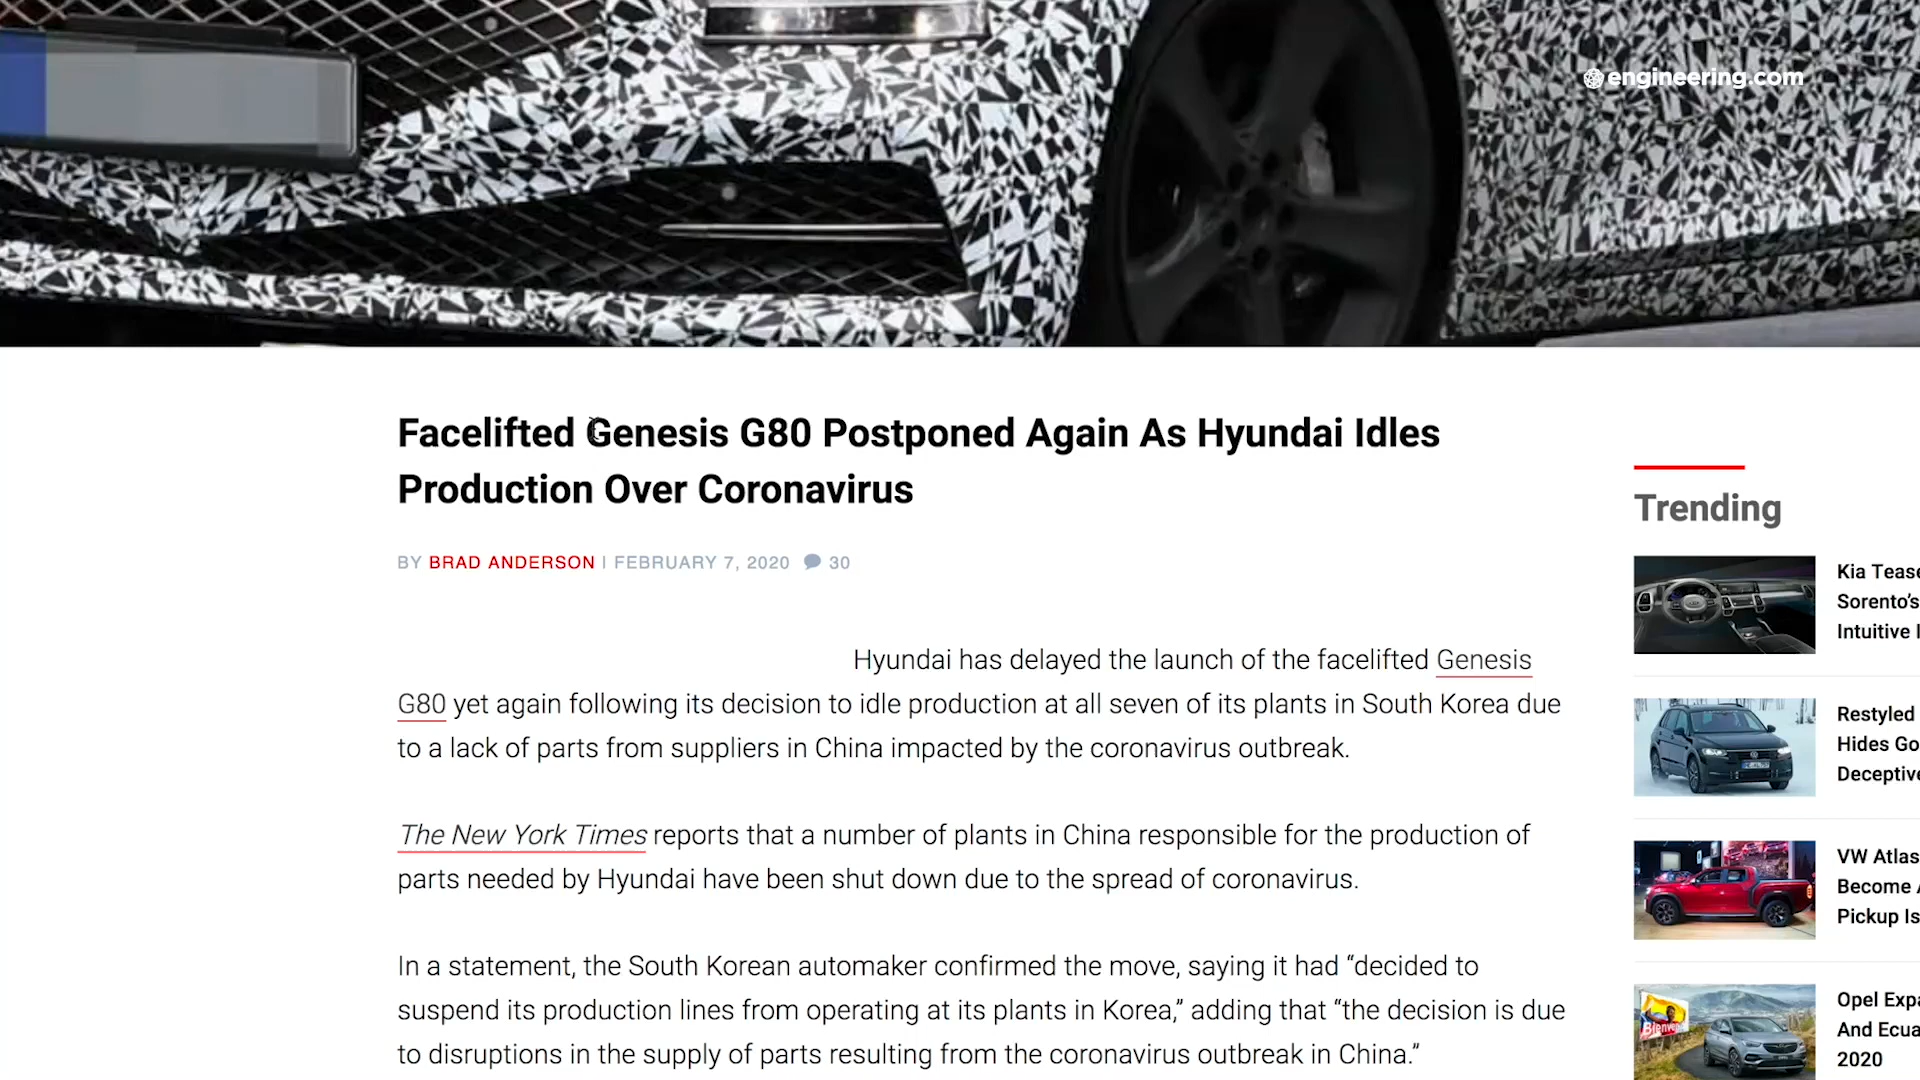 engineering.com
Facelifted Genesis G80 Postponed Again As Hyundai Idles
Production Over Coronavirus
BY BRAD ANDERSON | FEBRUARY 7, 2020 30
Hyundai has delayed the launch of the facelifted Genesis
G80 yet again following its decision to idle production at all seven of its plants in South Korea due
to a lack of parts from suppliers in China impacted by the coronavirus outbreak.
The New York Times reports that a number of plants in China responsible for the production of
parts needed by Hyundai have been shut down due to the spread of coronavirus.
In a statement, the South Korean automaker confirmed the move, saying it had “decided to
suspend its production lines from operating at its plants in Korea,” adding that “the decision is due
to disruptions in the supply of parts resulting from the coronavirus outbreak in China.”
Trending
Kia Tease
Sorento’s
Intuitive
Restyled
Hides Go
Deceptive
VW Atlas
Become
Pickup Is
Opel Expa
And Ecua
2020